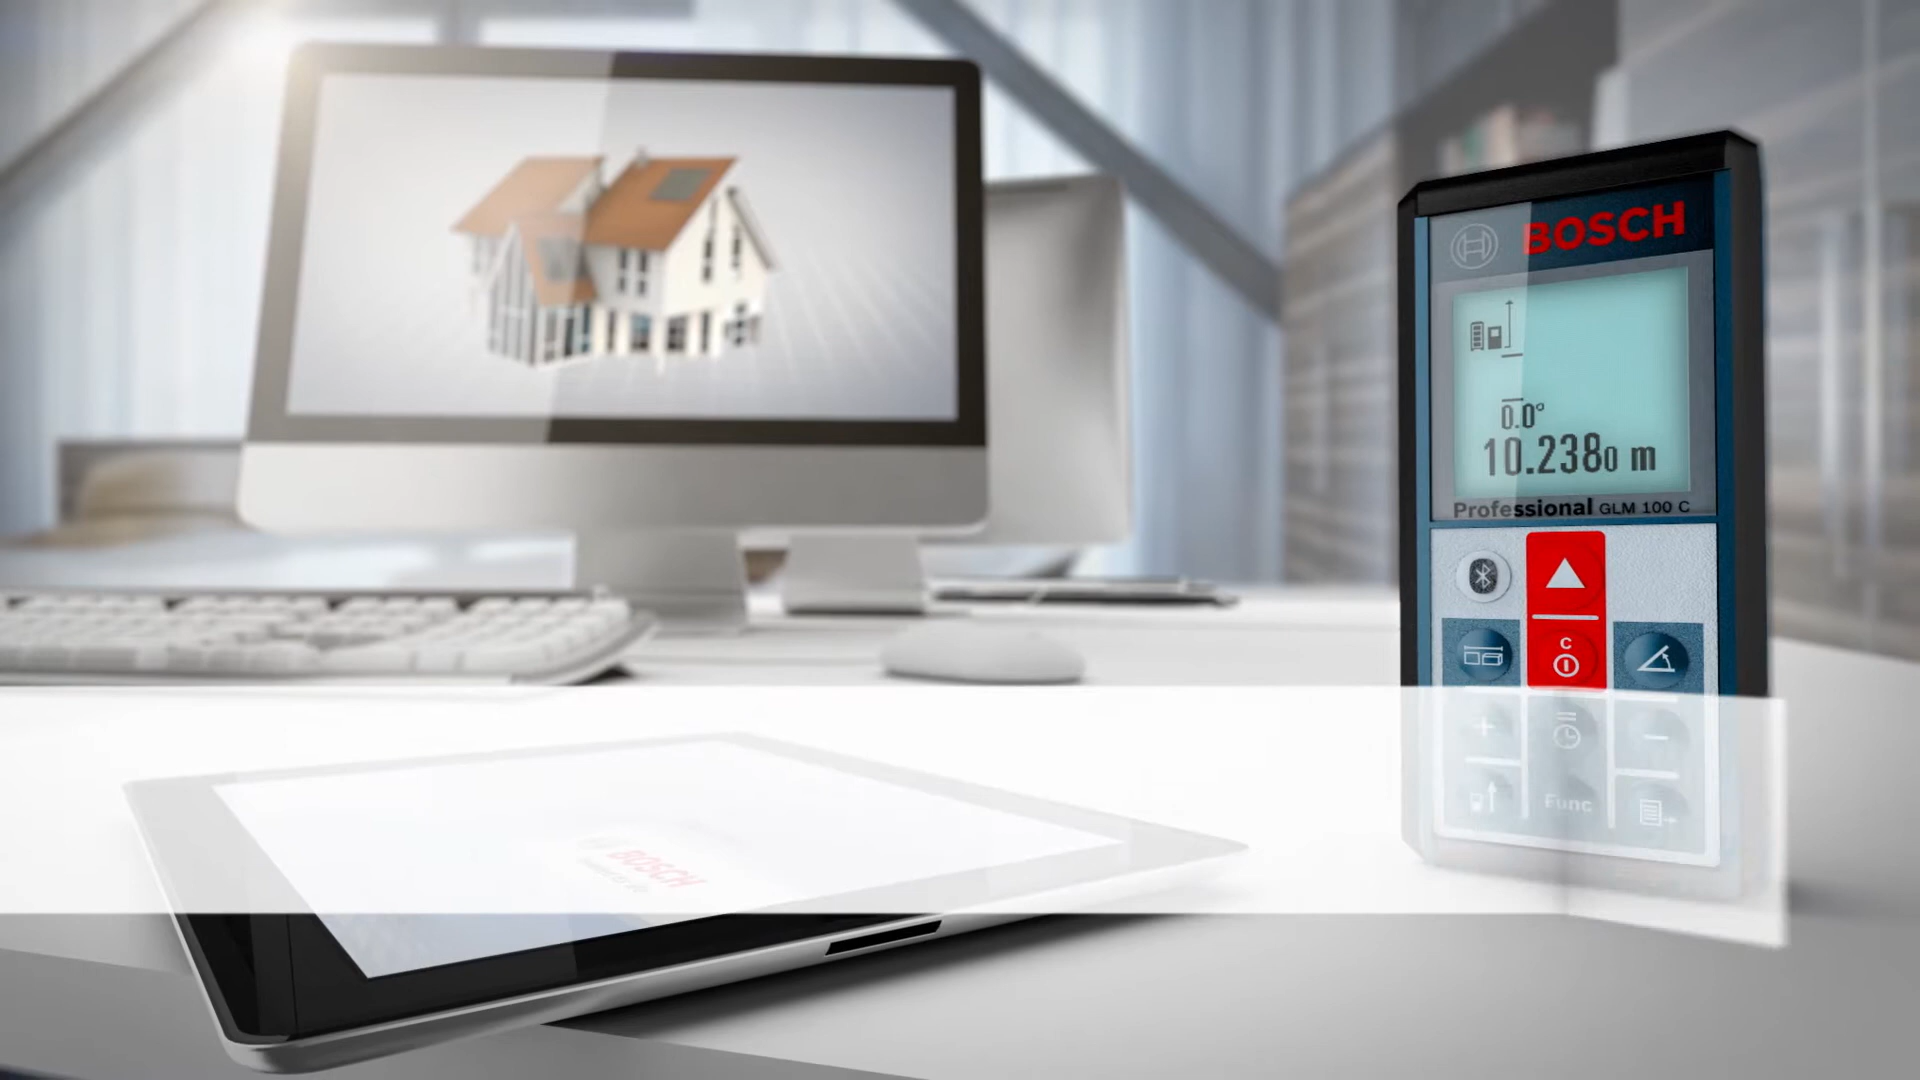 BOSCH
0.0°
10.2380 m
Professional GLM 100 C
C
Func
BOSCH